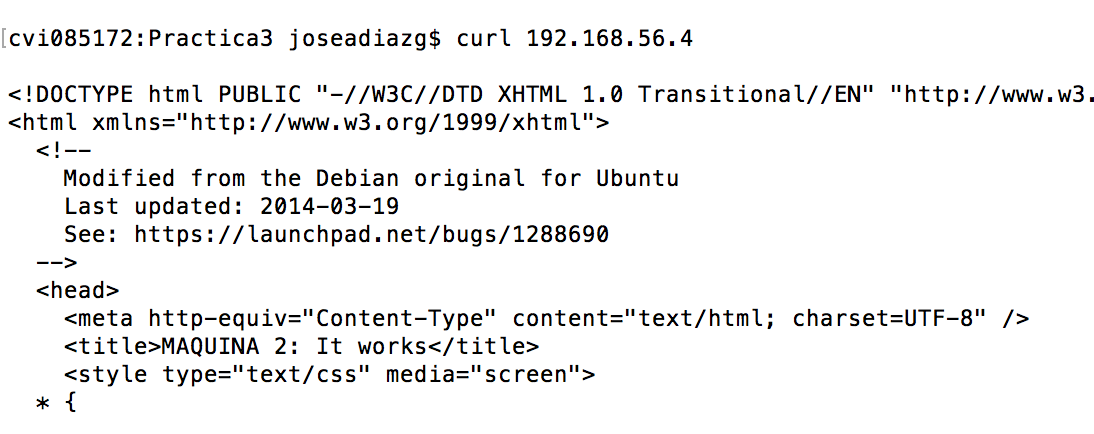 [cvi085172:Practica3 joseadiazg$ curl 192.168.56.4
<!DOCTYPE html PUBLIC "-//W3C//DTD XHTML 1.0 Transitional//EN" "http://www.w3.
<html xmlns="http://www.w3.org/1999/xhtml">
<!--
Modified from the Debian original for Ubuntu
Last updated: 2014-03-19
See: https://launchpad.net/bugs/1288690
-->
<head>
<meta http-equiv="Content-Type" content="text/html; charset=UTF-8" />
<title>MAQUINA 2: It works</title>
<style type="text/css" media="screen">
* {